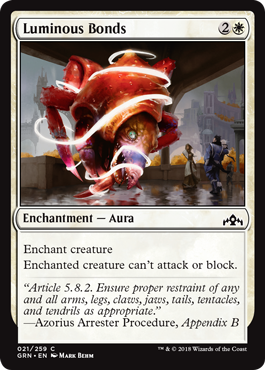 Luminous Bonds 2
Enchantment — Aura
Enchant creature
Enchanted creature can't attack or block.
"Article 5.8.2. Ensure proper restraint of any
and all arms, legs, claws, jaws, tails, tentacles,
and tendrils as appropriate."
—Azorius Arrester Procedure, Appendix B
021/259 C
GRN • EN MARK BEHM
™ & © 2018 Wizards of the Coast